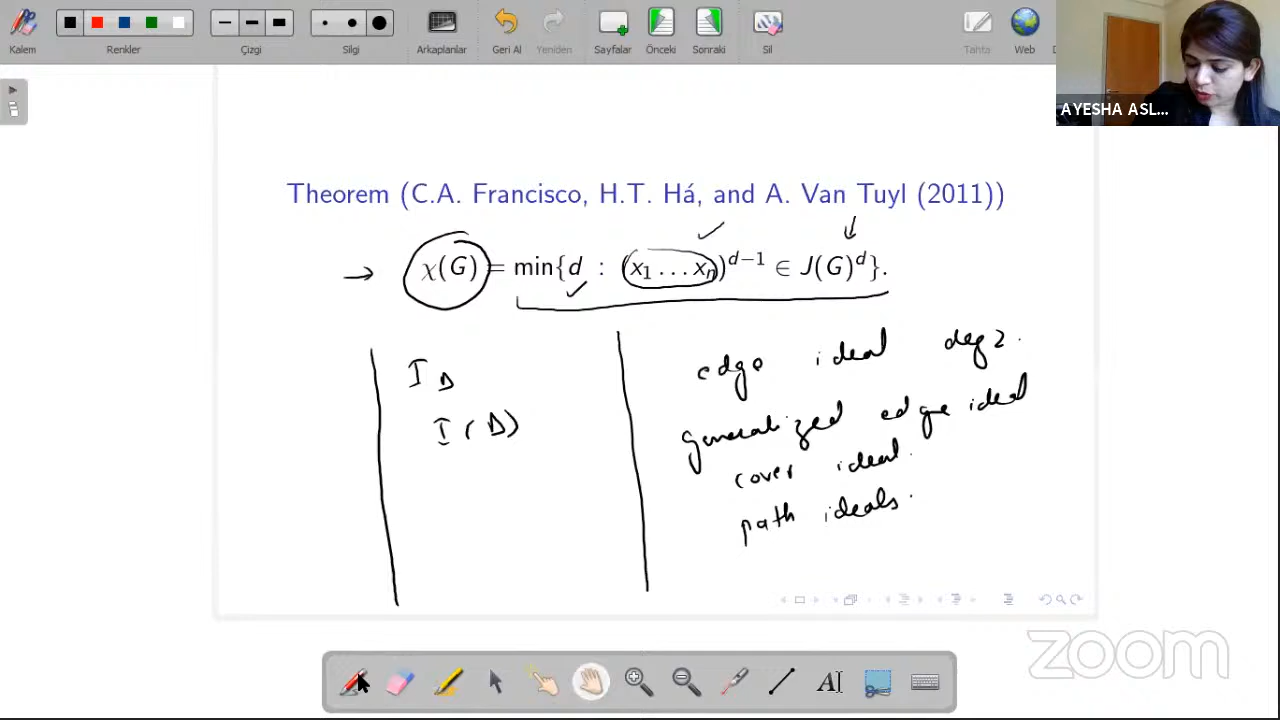 Kalem
Renkler
Çizgi
Silgi
Arkaplanlar
Geri Al
Yeniden
Sayfalar
Önceki
Sonraki
Sil
Tahta
Web
AYESHA ASL...
Theorem (C.A. Francisco, H.T. Há, and A. Van Tuyl (2011))
→ χ(G) = min{d : (x₁ … xₙ))ᵈ⁻¹ ∈ J(G)ᵈ}.
I_Δ
I(Δ)
edge ideal deg 2.
generalized edge ideal
cover ideal.
path ideals.
zoom
AI